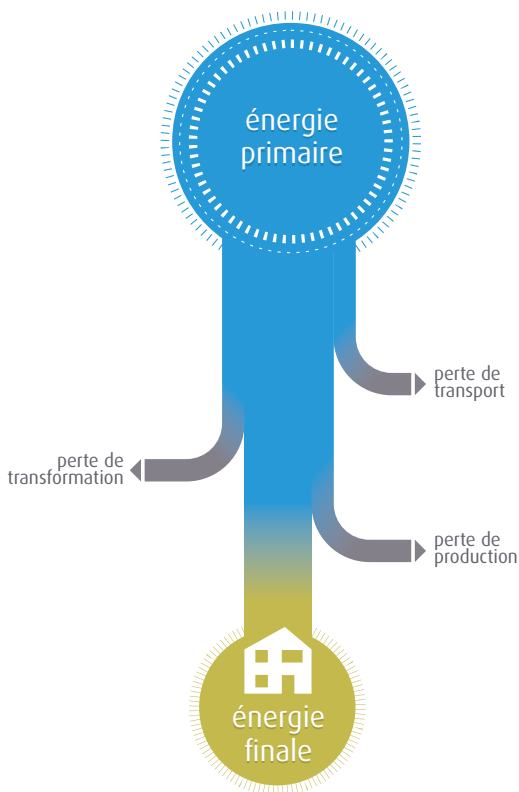 énergie
primaire
perte de
transport
perte de
transformation
perte de
production
énergie
finale